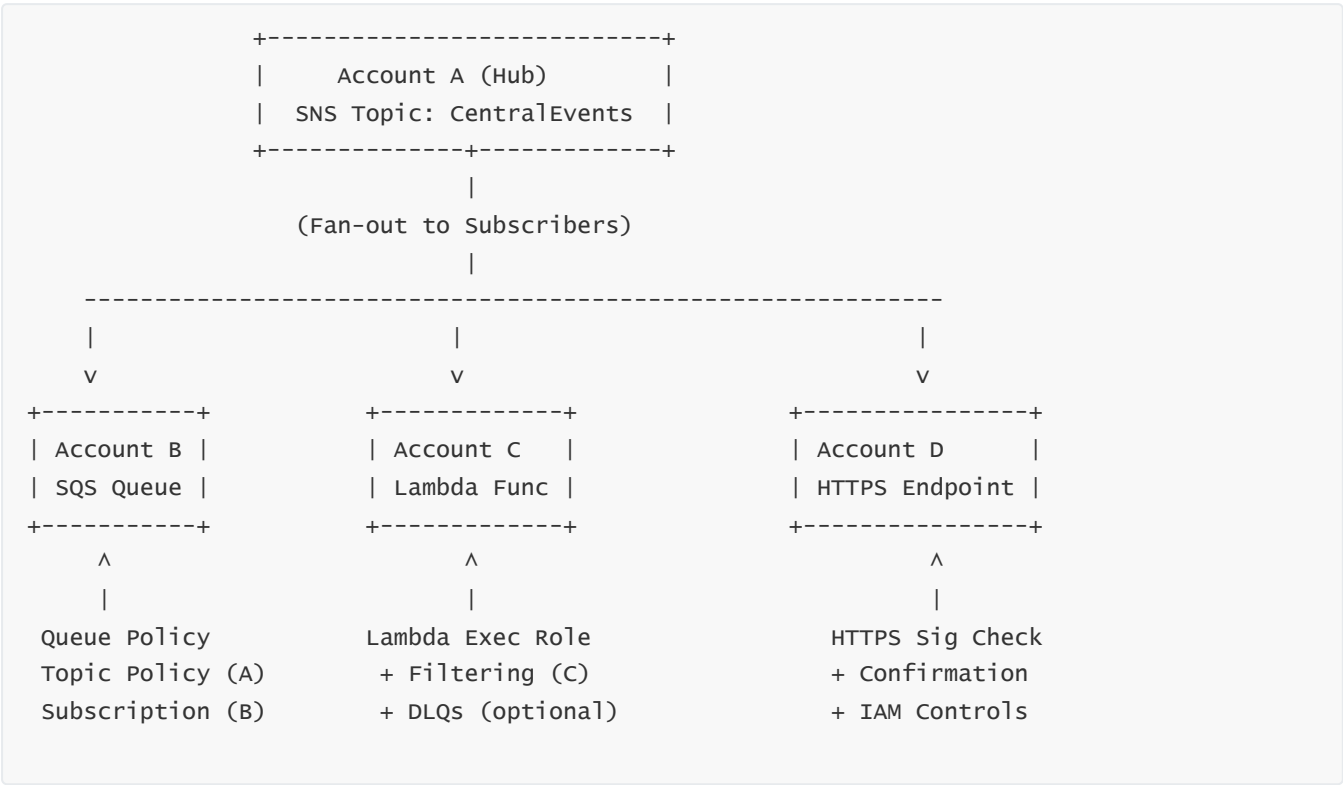 Account A (Hub)
SNS Topic: CentralEvents
(Fan-out to Subscribers)
Account B Account C Account D
SQS Queue Lambda Func HTTPS Endpoint
Queue Policy Lambda Exec Role HTTPS Sig Check
Topic Policy (A) + Filtering (C) + Confirmation
Subscription (B) + DLQs (optional) + IAM Controls